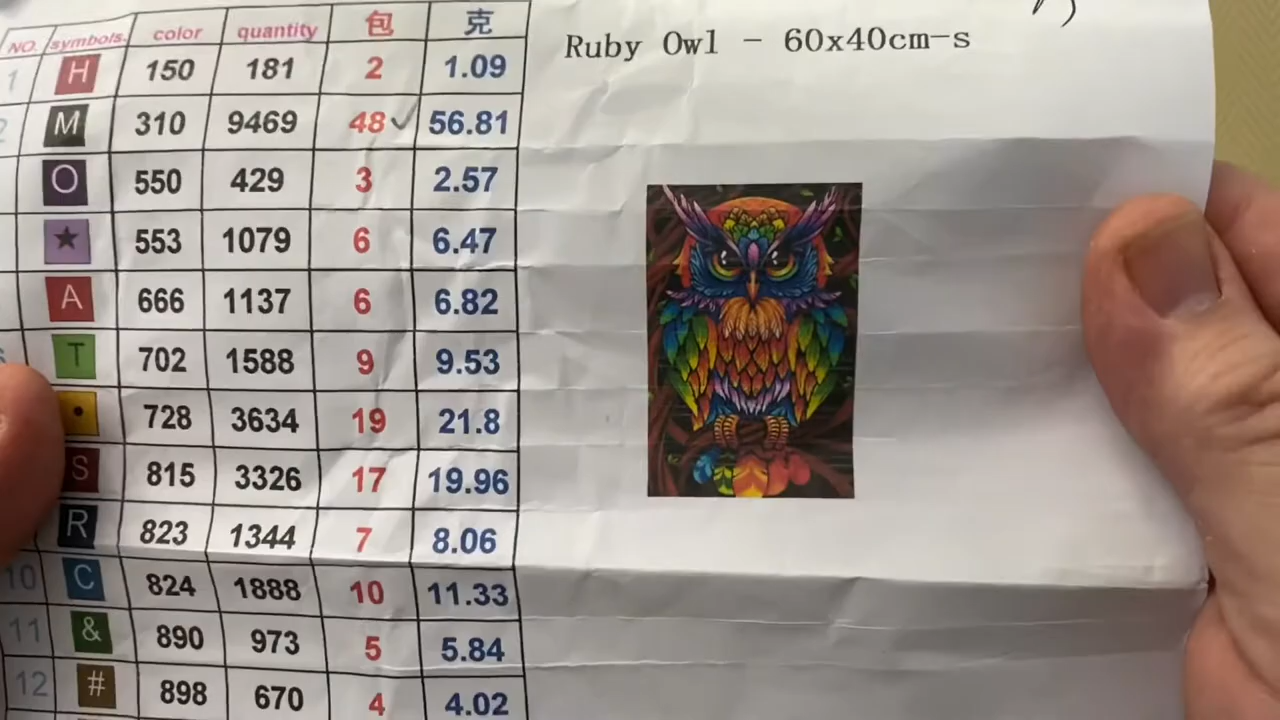 NO. symbols. color quantity 包 克
1 H 150 181 2 1.09
2 M 310 9469 48✓ 56.81
O 550 429 3 2.57
★ 553 1079 6 6.47
A 666 1137 6 6.82
T 702 1588 9 9.53
• 728 3634 19 21.8
S 815 3326 17 19.96
R 823 1344 7 8.06
10 C 824 1888 10 11.33
11 & 890 973 5 5.84
12 # 898 670 4 4.02
Ruby Owl - 60x40cm-s